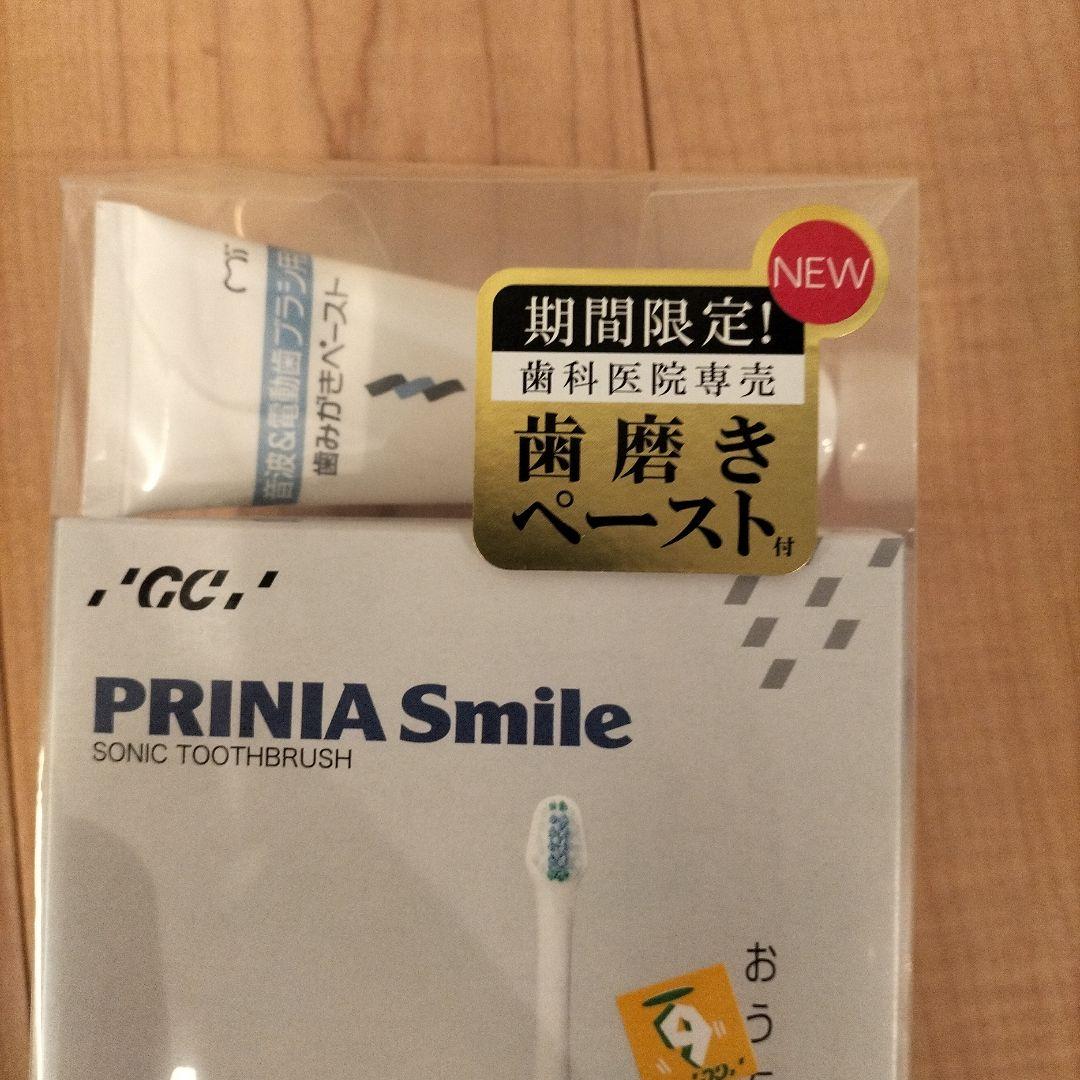 音波&電動歯ブラシ用
歯みがきペースト
NEW
期間限定!
歯科医院専売
歯磨き
ペースト付
GC
PRINIA Smile
SONIC TOOTHBRUSH
おう